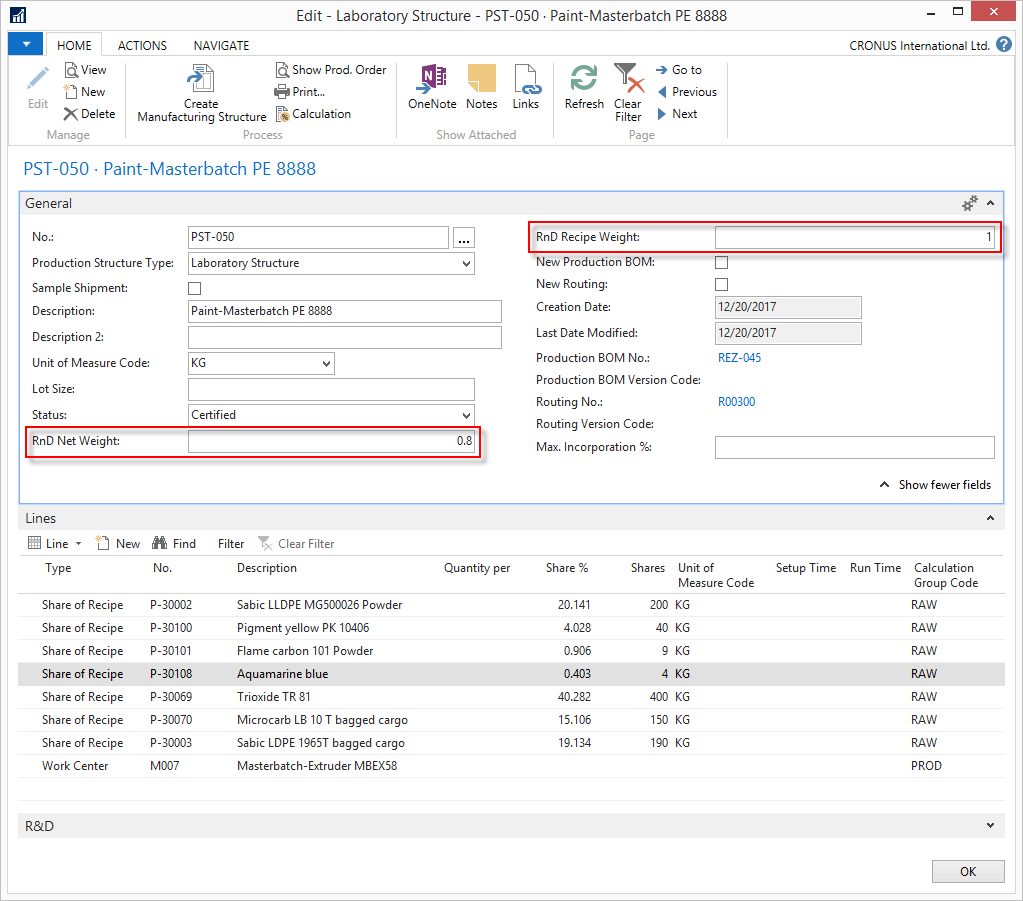 Edit - Laboratory Structure - PST-050 · Paint-Masterbatch PE 8888
HOME ACTIONS NAVIGATE CRONUS International Ltd. ?
Edit
View
New
Delete
Manage
Create
Manufacturing Structure
Show Prod. Order
Print...
Calculation
Process
OneNote
Notes
Links
Show Attached
Refresh
Clear
Filter
Go to
Previous
Next
Page
PST-050 · Paint-Masterbatch PE 8888
General
No.: PST-050 ...
Production Structure Type: Laboratory Structure
Sample Shipment:
Description: Paint-Masterbatch PE 8888
Description 2:
Unit of Measure Code: KG
Lot Size:
Status: Certified
RnD Net Weight: 0.8
RnD Recipe Weight: 1
New Production BOM:
New Routing:
Creation Date: 12/20/2017
Last Date Modified: 12/20/2017
Production BOM No.: REZ-045
Production BOM Version Code:
Routing No.: R00300
Routing Version Code:
Max. Incorporation %:
Show fewer fields
Lines
Line New Find Filter Clear Filter
Type No. Description Quantity per Share % Shares Unit of Measure Code Setup Time Run Time Calculation Group Code
Share of Recipe P-30002 Sabic LLDPE MG500026 Powder 20.141 200 KG RAW
Share of Recipe P-30100 Pigment yellow PK 10406 4.028 40 KG RAW
Share of Recipe P-30101 Flame carbon 101 Powder 0.906 9 KG RAW
Share of Recipe P-30108 Aquamarine blue 0.403 4 KG RAW
Share of Recipe P-30069 Trioxide TR 81 40.282 400 KG RAW
Share of Recipe P-30070 Microcarb LB 10 T bagged cargo 15.106 150 KG RAW
Share of Recipe P-30003 Sabic LDPE 1965T bagged cargo 19.134 190 KG RAW
Work Center M007 Masterbatch-Extruder MBEX58 PROD
R&D
OK